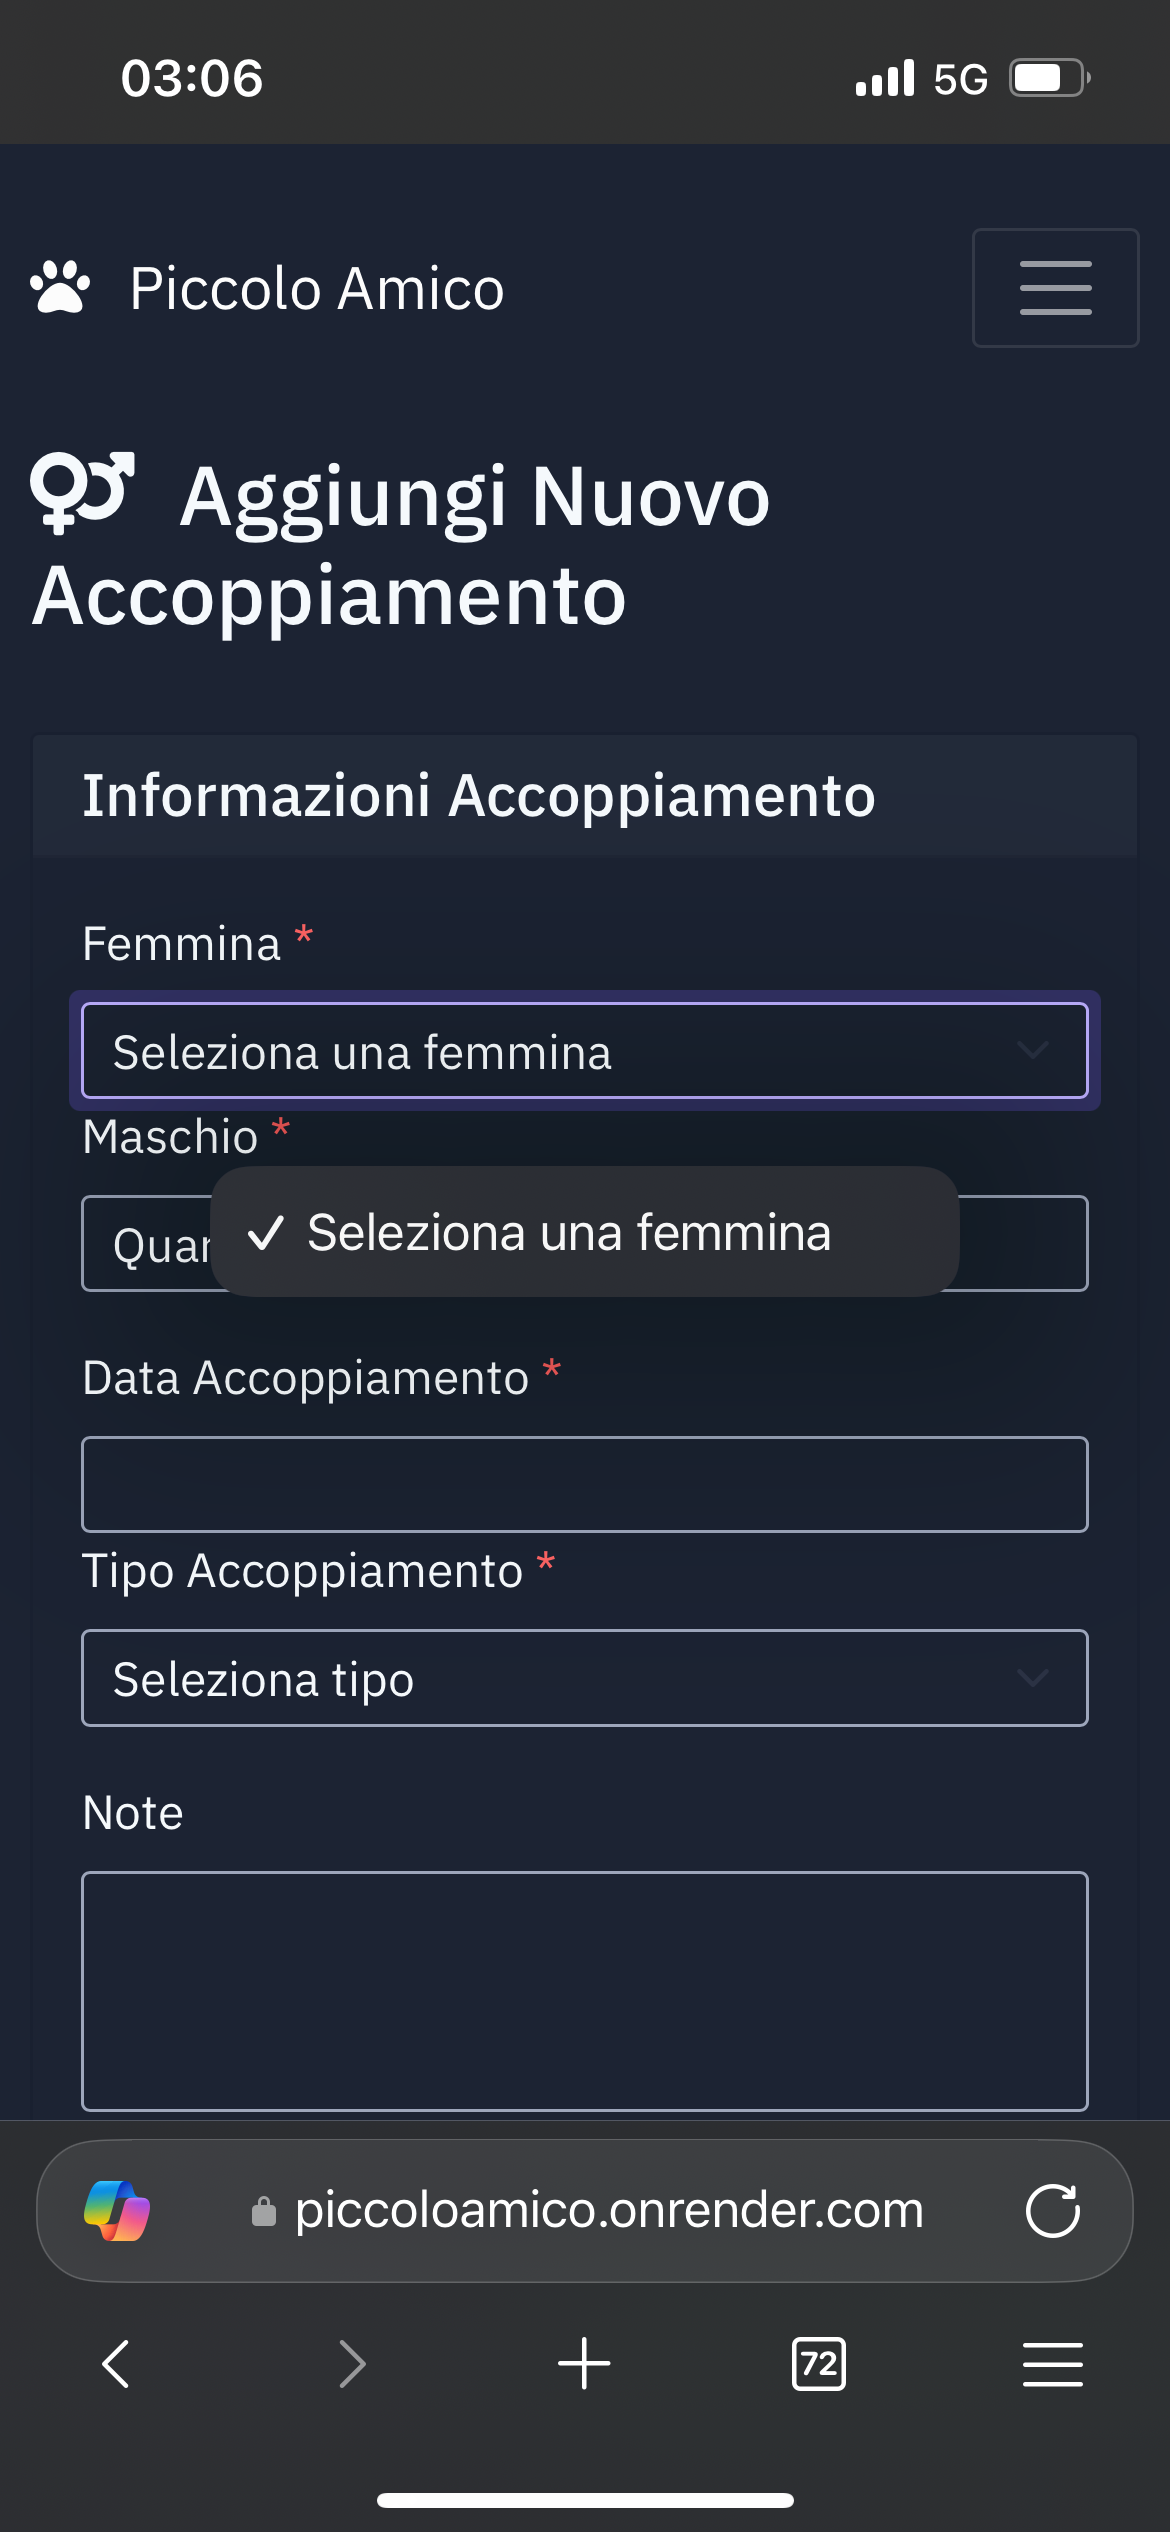 03:06
5G
Piccolo Amico
Aggiungi Nuovo
Accoppiamento
Informazioni Accoppiamento
Femmina *
Seleziona una femmina
Maschio *
✓ Seleziona una femmina
Data Accoppiamento *
Tipo Accoppiamento *
Seleziona tipo
Note
piccoloamico.onrender.com
72